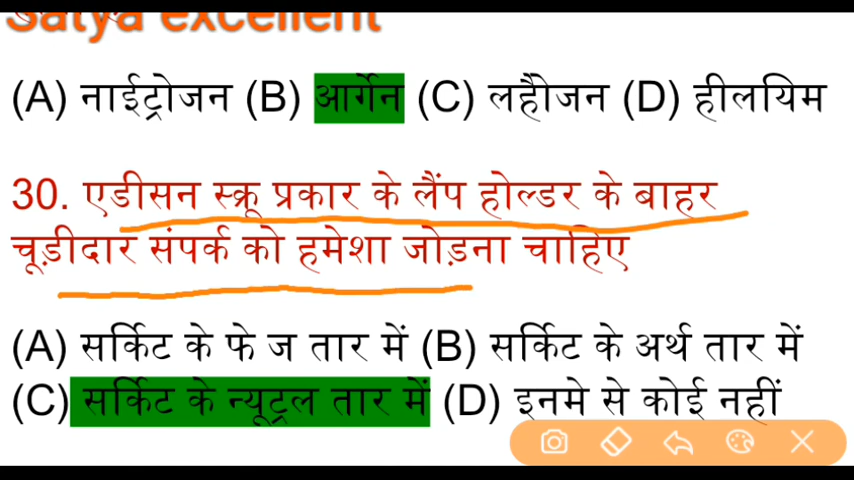 Satya excellent
(A) नाईट्रोजन (B) आर्गेन (C) लहौजन (D) हीलयिम
30. एडीसन स्क्रू प्रकार के लैंप होल्डर के बाहर
चूड़ीदार संपर्क को हमेशा जोड़ना चाहिए
(A) सर्किट के फे ज तार में (B) सर्किट के अर्थ तार में
(C) सर्किट के न्यूट्रल तार में (D) इनमे से कोई नहीं